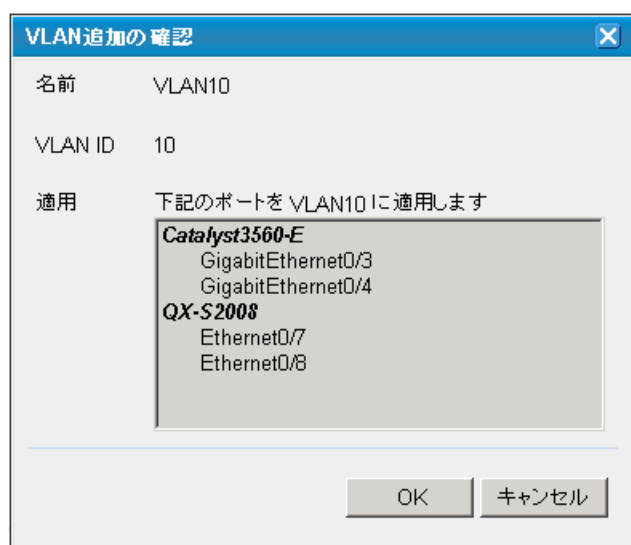 VLAN追加の確認
名前 VLAN10
VLAN ID 10
適用 下記のポートをVLAN10に適用します
Catalyst3560-E
GigabitEthernet0/3
GigabitEthernet0/4
QX-S2008
Ethernet0/7
Ethernet0/8
OK キャンセル